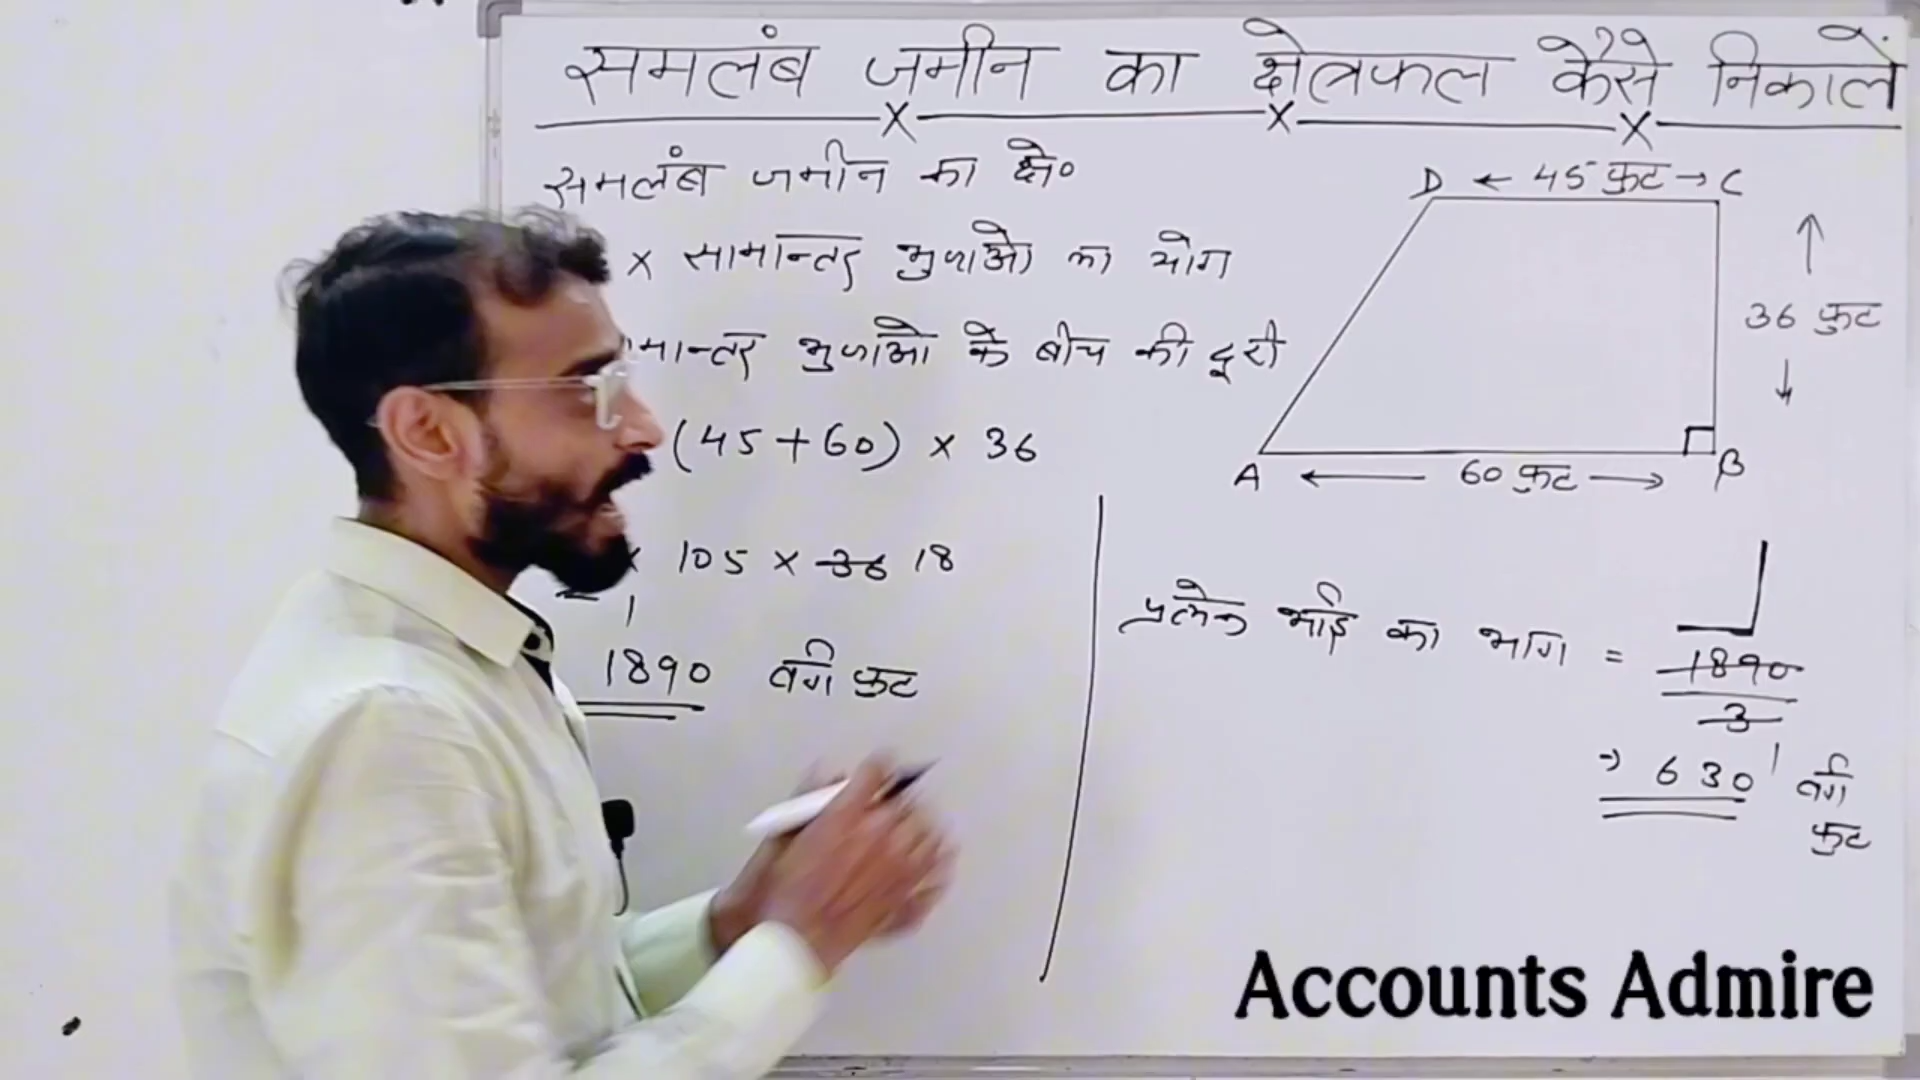 समलंब जमीन का क्षेत्रफल कैसे निकालें
समलंब जमीन का क्षे०
x सामान्तर भुजाओ का योग
मान्तर भुजाओ के बीच की दूरी
(45+60) x 36
x 105 x 36 18
1
1890 वर्ग फुट
D ← 45 फुट → C
↑
36 फुट
↓
A ← 60 फुट → B
प्रत्येक भाई का भाग = 1890
3
1
→ 630 वर्ग
फुट
Accounts Admire